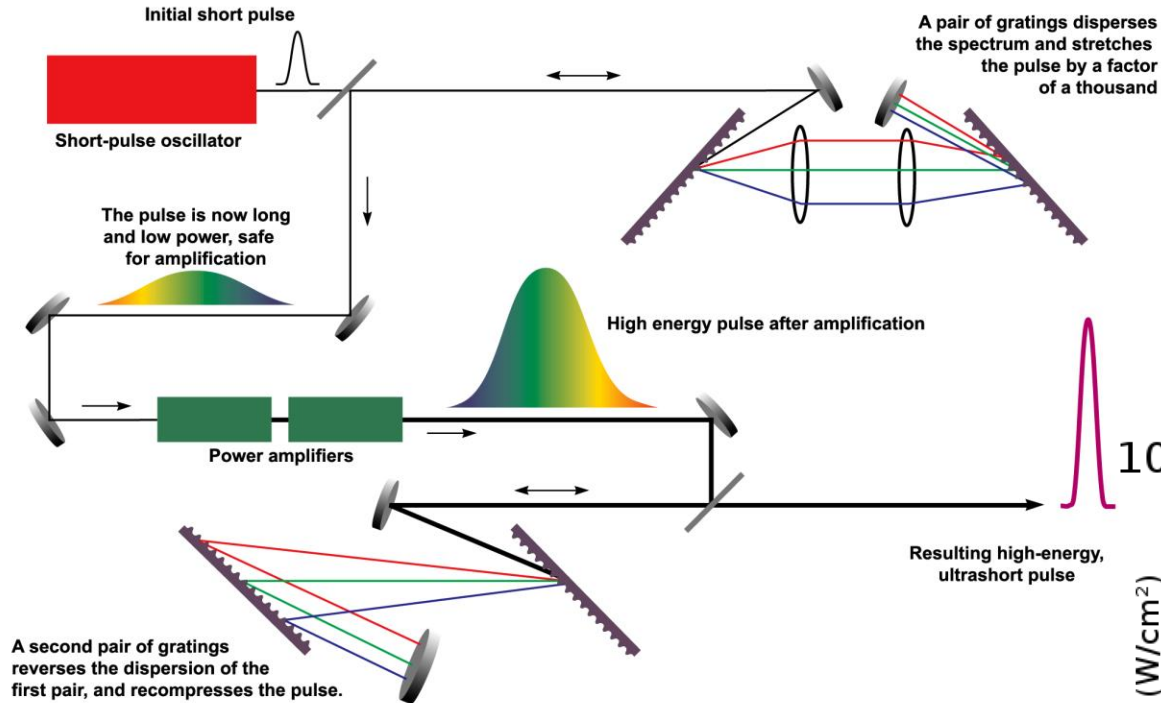 Initial short pulse
A pair of gratings disperses
the spectrum and stretches
the pulse by a factor
of a thousand
Short-pulse oscillator
The pulse is now long
and low power, safe
for amplification
High energy pulse after amplification
Power amplifiers
10
Resulting high-energy,
ultrashort pulse
(W/cm²)
A second pair of gratings
reverses the dispersion of the
first pair, and recompresses the pulse.